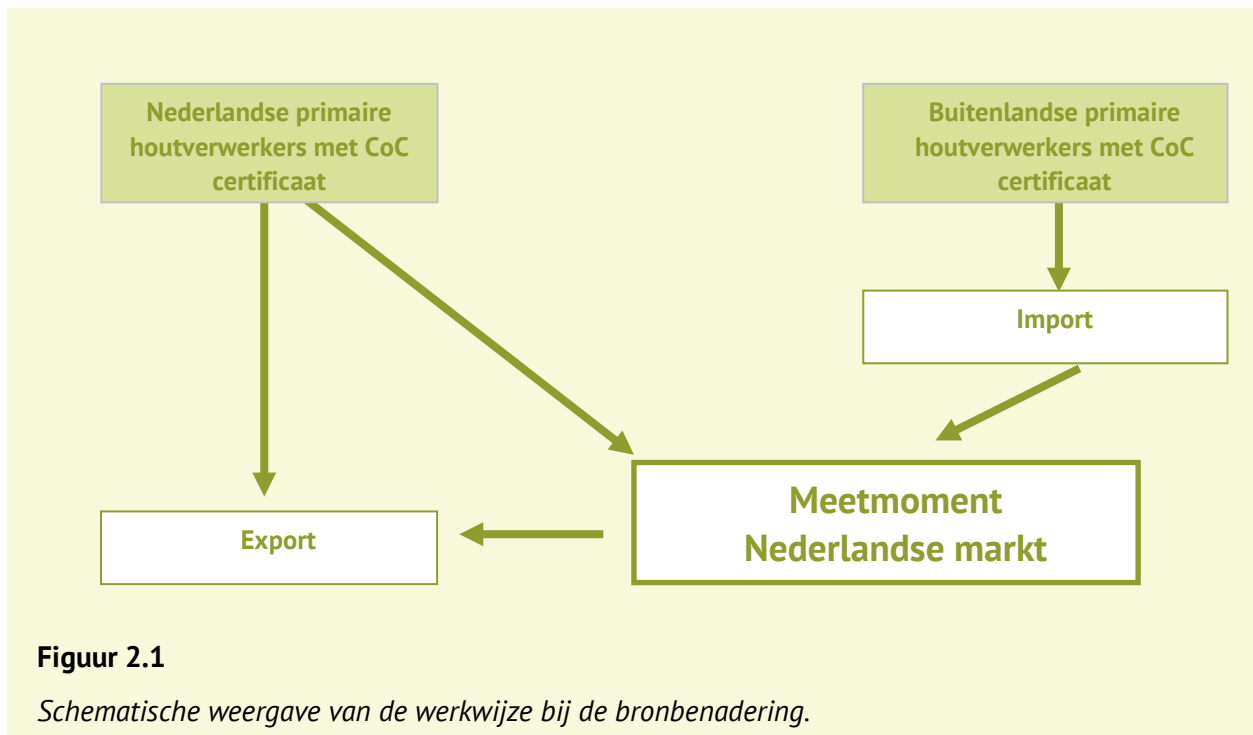 Nederlandse primaire
houtverwerkers met CoC
certificaat
Buitenlandse primaire
houtverwerkers met CoC
certificaat
Import
Meetmoment
Nederlandse markt
Export
Figuur 2.1
Schematische weergave van de werkwijze bij de bronbenadering.